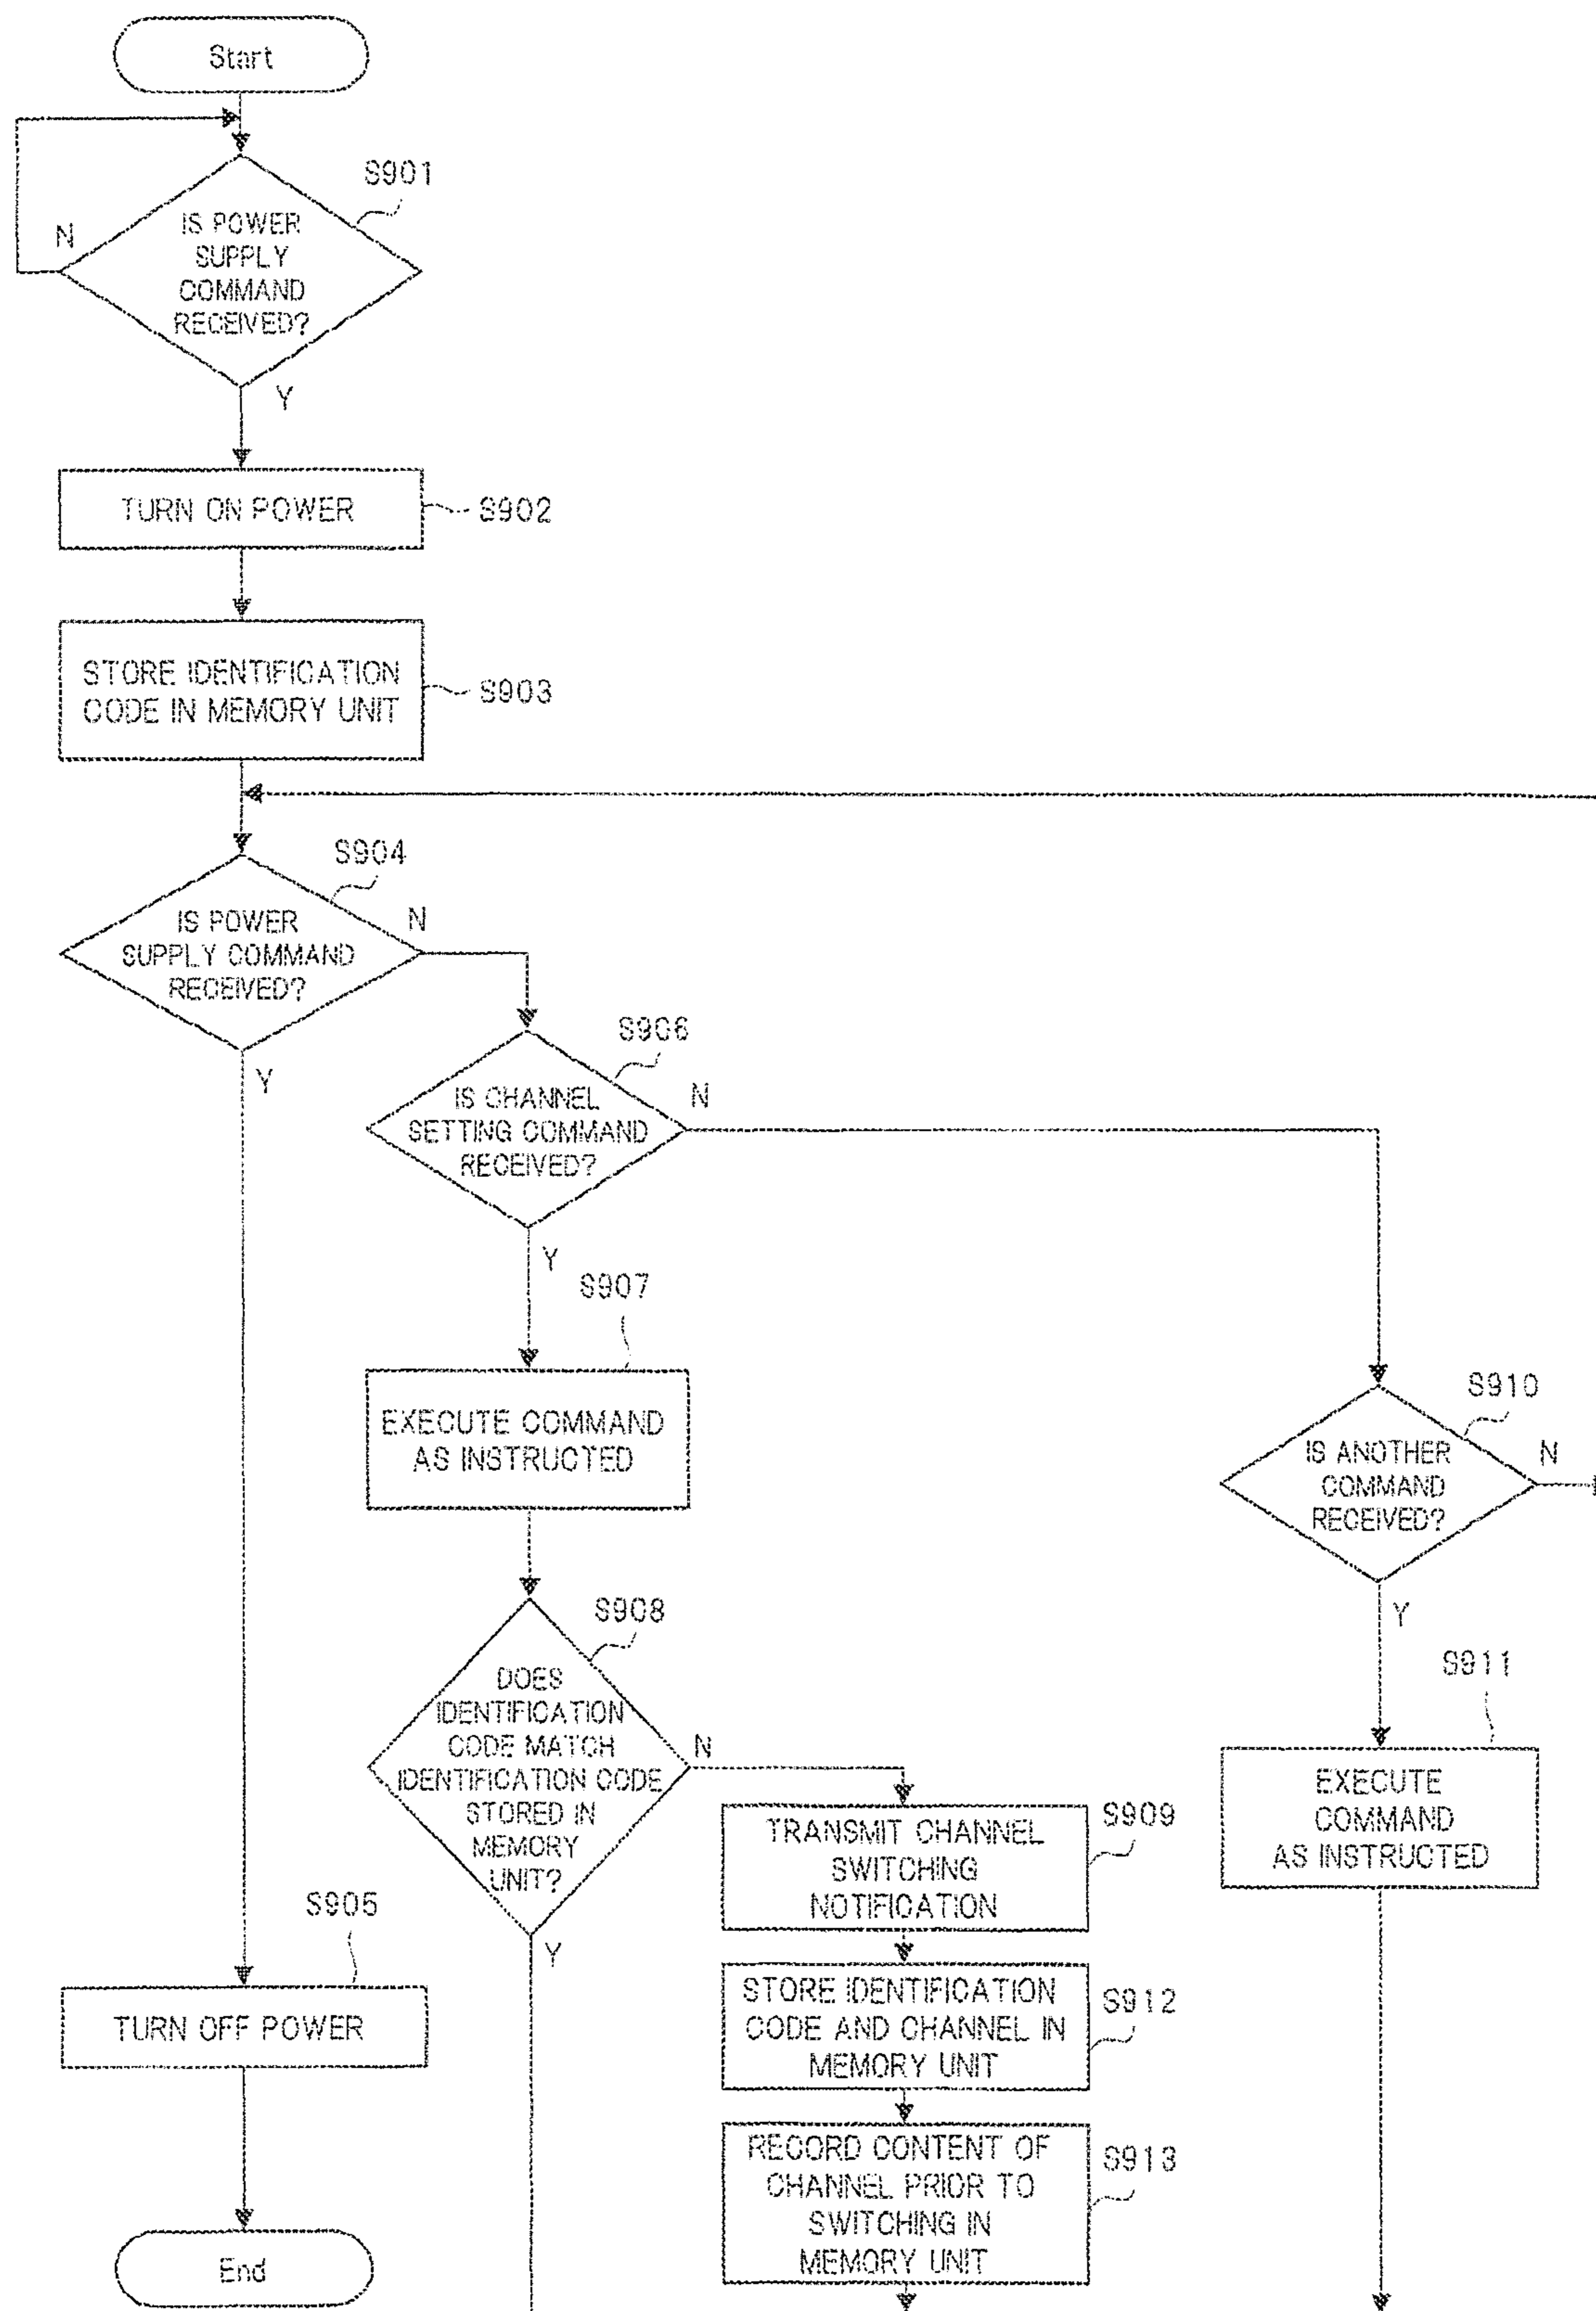 Start
S901
IS POWER
SUPPLY
COMMAND
RECEIVED?
N
Y
TURN ON POWER
S902
STORE IDENTIFICATION
CODE IN MEMORY UNIT
S903
S904
IS POWER
SUPPLY COMMAND
RECEIVED?
N
Y
S906
IS CHANNEL
SETTING COMMAND
RECEIVED?
N
Y
S907
EXECUTE COMMAND
AS INSTRUCTED
S910
IS ANOTHER
COMMAND
RECEIVED?
N
Y
S908
DOES
IDENTIFICATION
CODE MATCH
IDENTIFICATION CODE
STORED IN
MEMORY
UNIT?
N
Y
S911
EXECUTE
COMMAND
AS INSTRUCTED
S909
TRANSMIT CHANNEL
SWITCHING
NOTIFICATION
S905
TURN OFF POWER
S912
STORE IDENTIFICATION
CODE AND CHANNEL IN
MEMORY UNIT
S913
RECORD CONTENT OF
CHANNEL PRIOR TO
SWITCHING IN
MEMORY UNIT
End